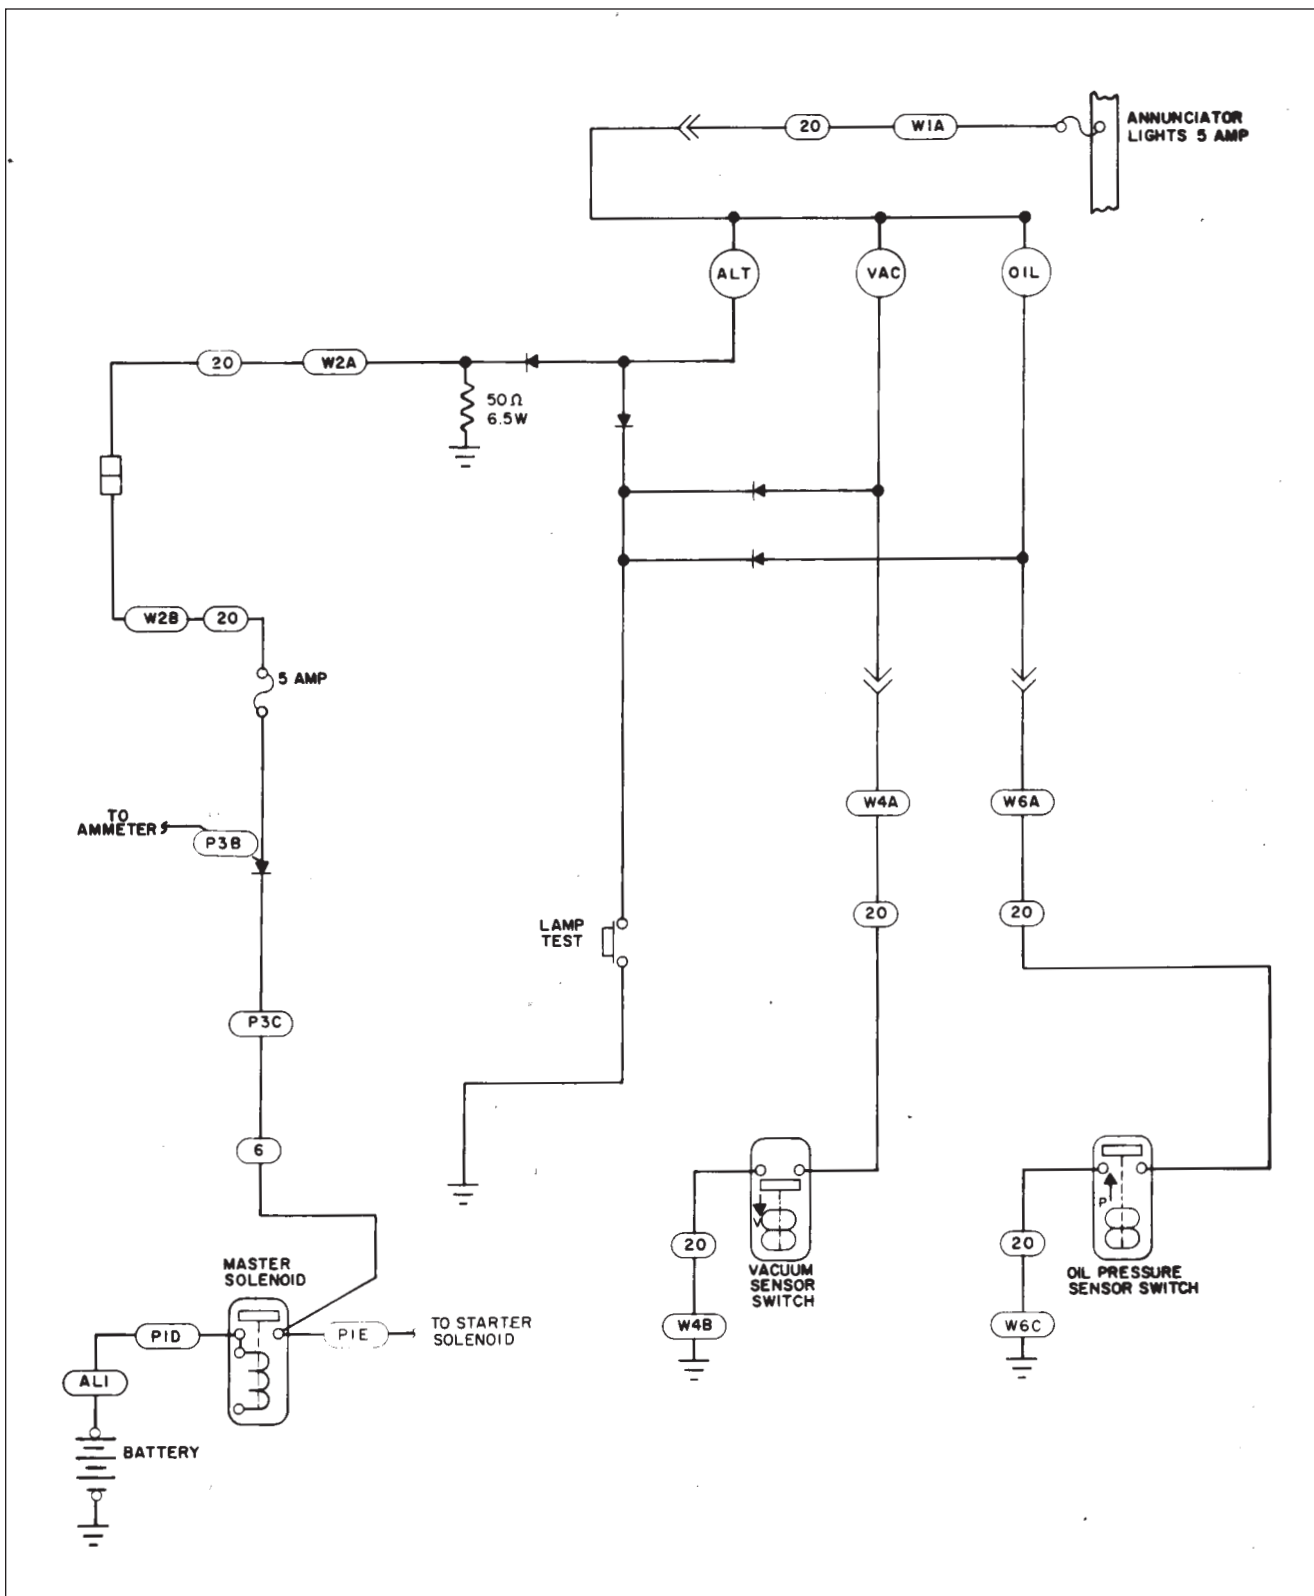 ANNUNCIATOR
LIGHTS 5 AMP
20
W1A
ALT
VAC
OIL
20
W2A
50Ω
6.5W
W2B
20
5 AMP
TO
AMMETER
P3B
W4A
W6A
20
20
LAMP
TEST
P3C
6
MASTER
SOLENOID
P1D
P1E
TO STARTER
SOLENOID
AL1
BATTERY
V
20
VACUUM
SENSOR
SWITCH
W4B
P
20
OIL PRESSURE
SENSOR SWITCH
W6C